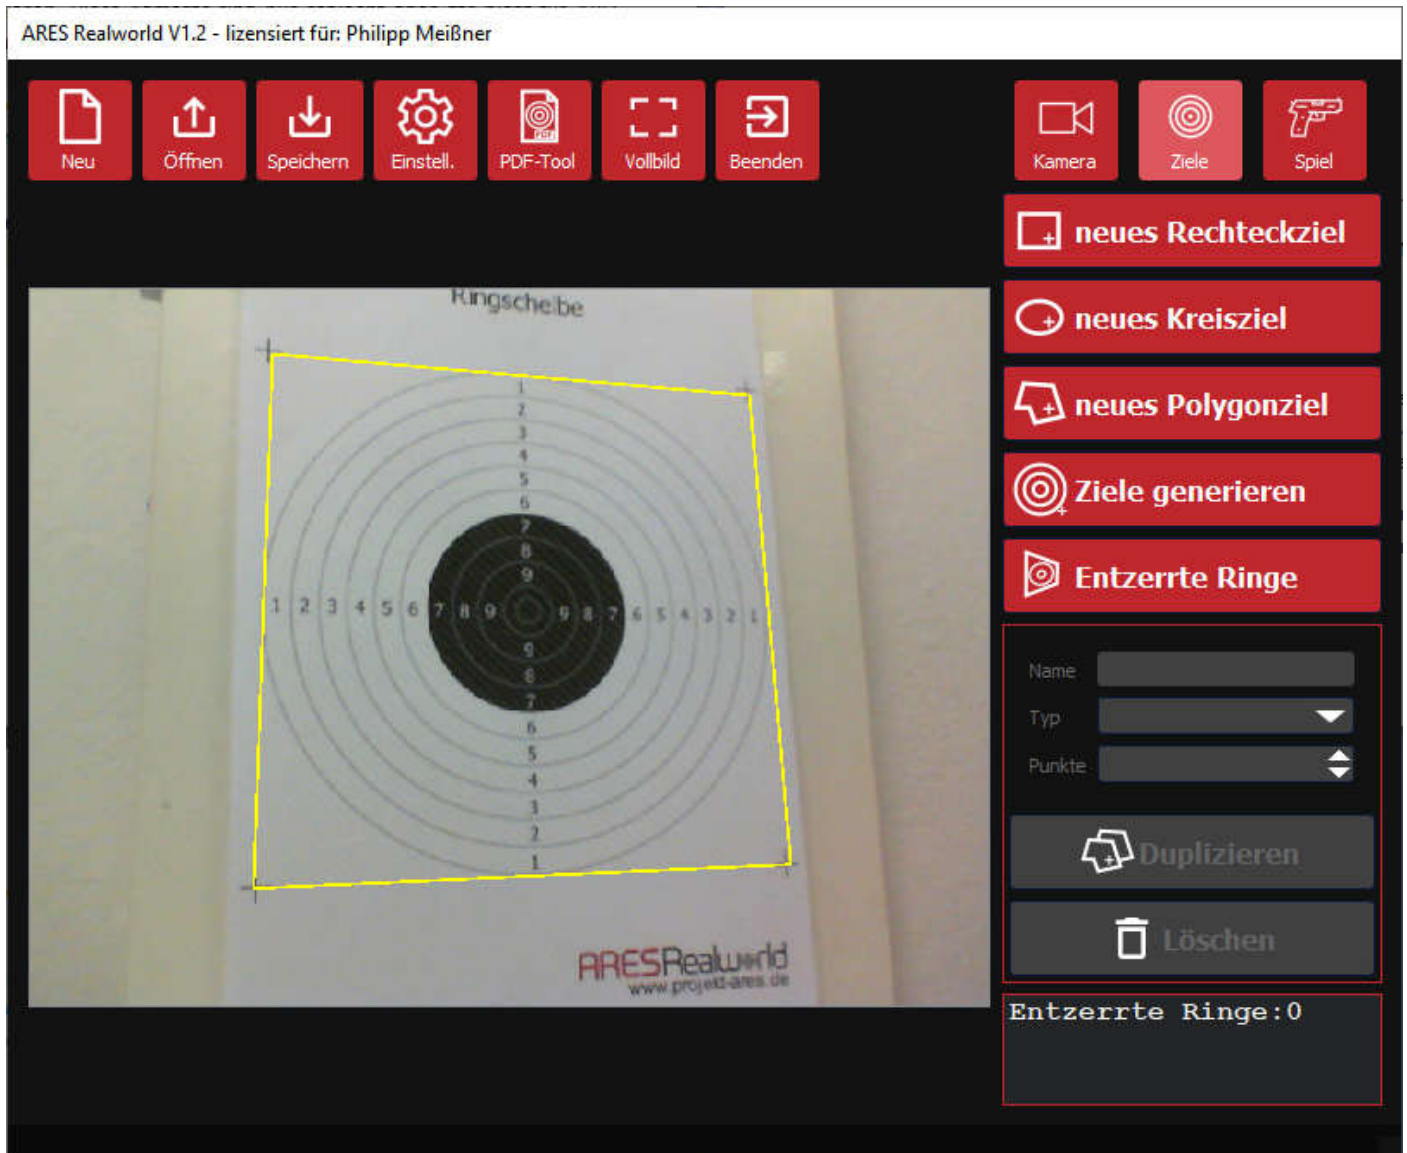 ARES Realworld V1.2 - lizensiert für: Philipp Meißner
Neu
Öffnen
Speichern
Einstell.
PDF-Tool
Vollbild
Beenden
Kamera
Ziele
Spiel
neues Rechteckziel
neues Kreisziel
neues Polygonziel
Ziele generieren
Entzerrte Ringe
Name
Typ
Punkte
Duplizieren
Löschen
Entzerrte Ringe:0
Ringscheibe
1
2
3
4
5
6
7
8
9
1 2 3 4 5 6 7 8 9 9 8 7 6 5 4 3 2 1
9
8
7
6
5
4
3
2
1
ARESRealworld
www.projekt-ares.de